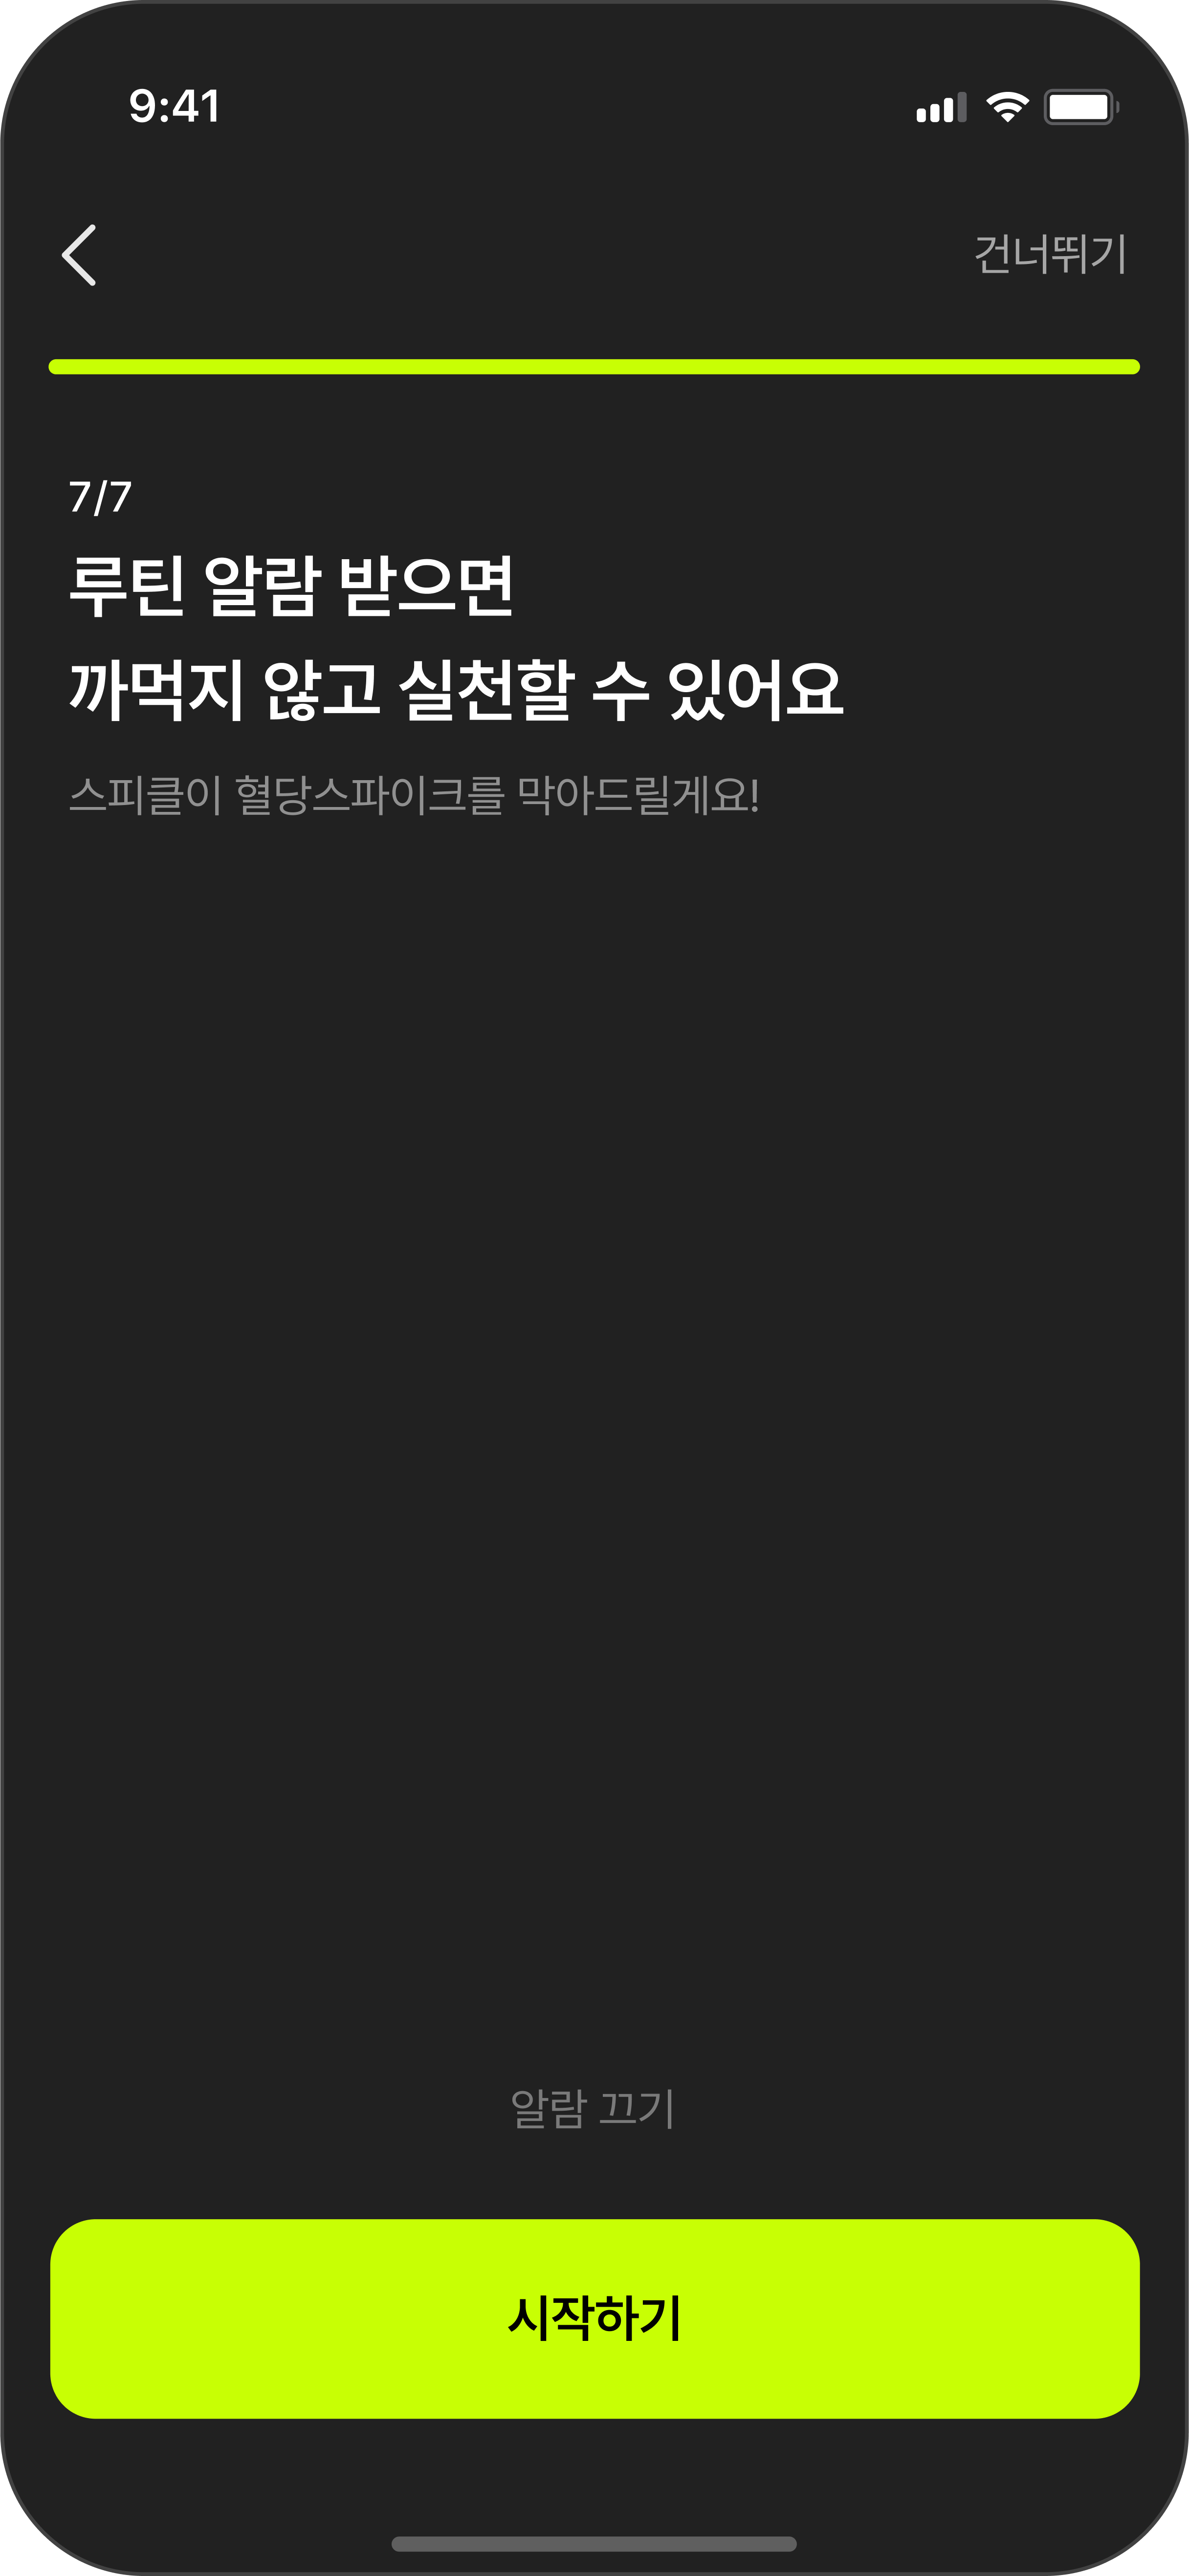 9:41
건너뛰기
7/7
루틴 알람 받으면
까먹지 않고 실천할 수 있어요
스피클이 혈당스파이크를 막아드릴게요!
알람 끄기
시작하기